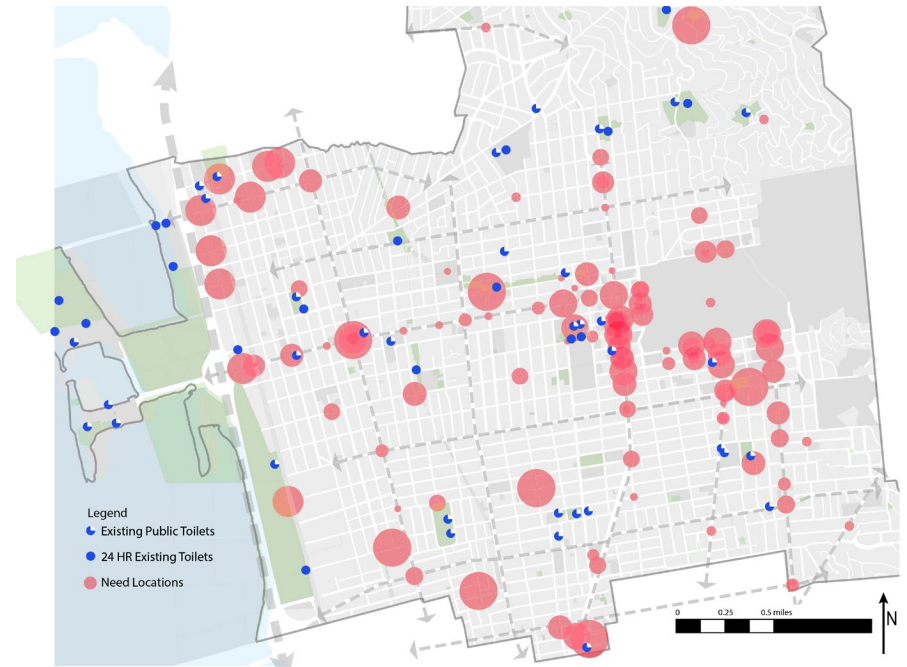 Legend
Existing Public Toilets
24 HR Existing Toilets
Need Locations
0 0.25 0.5 miles
N